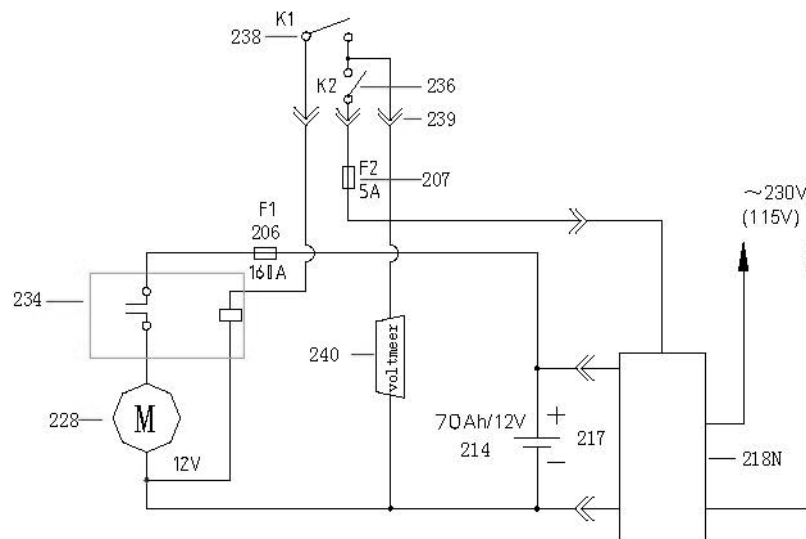 K1
238
K2
236
239
F2
5A
207
~230V
(115V)
F1
206
160A
234
voltmeer
240
228
M
12V
70Ah/12V
214
+
−
217
218N